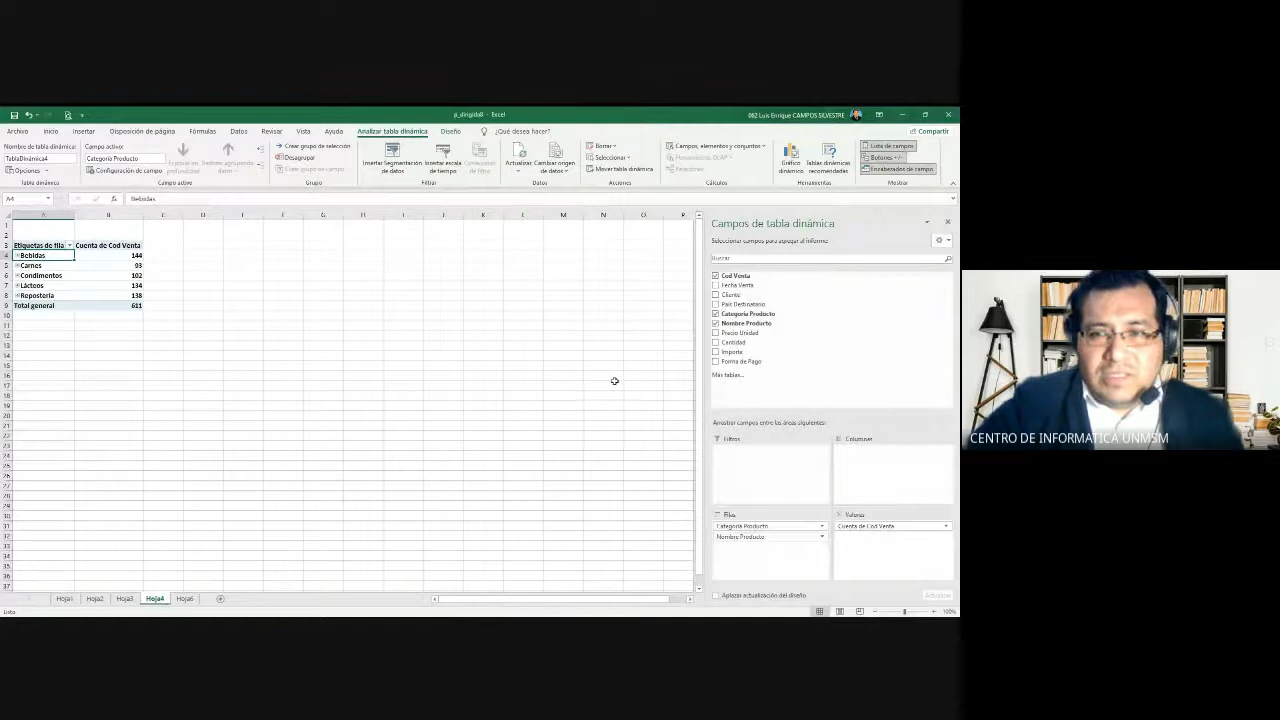 p_dirigida8 - Excel
062 Luis Enrique CAMPOS SILVESTRE
Archivo Inicio Insertar Disposición de página Fórmulas Datos Revisar Vista Ayuda Analizar tabla dinámica Diseño ¿Qué desea hacer? Compartir
Nombre de tabla dinámica:
TablaDinámica4
Opciones
Tabla dinámica
Campo activo:
Categoría Producto
Configuración de campo
Campo activo
Crear grupo de selección
Desagrupar
Grupo
Insertar Segmentación de datos
Insertar escala de tiempo
Filtrar
Actualizar
Cambiar origen de datos
Datos
Borrar
Seleccionar
Mover tabla dinámica
Acciones
Campos, elementos y conjuntos
Herramientas OLAP
Relaciones
Cálculos
Gráfico dinámico
Tablas dinámicas recomendadas
Herramientas
Lista de campos
Botones +/-
Encabezados de campo
Mostrar
A4
Bebidas
Etiquetas de fila Cuenta de Cod Venta
Bebidas 144
Carnes 93
Condimentos 102
Lácteos 134
Repostería 138
Total general 611
Campos de tabla dinámica
Seleccionar campos para agregar al informe:
Buscar
Cod Venta
Fecha Venta
Cliente
País Destinatario
Categoría Producto
Nombre Producto
Precio Unidad
Cantidad
Importe
Forma de Pago
Más tablas...
Arrastrar campos entre las áreas siguientes:
Filtros
Columnas
Filas
Valores
Categoría Producto
Nombre Producto
Cuenta de Cod Venta
Aplazar actualización del diseño
Actualizar
Hoja1 Hoja2 Hoja3 Hoja4 Hoja6
Listo
100%
CENTRO DE INFORMATICA UNMSM